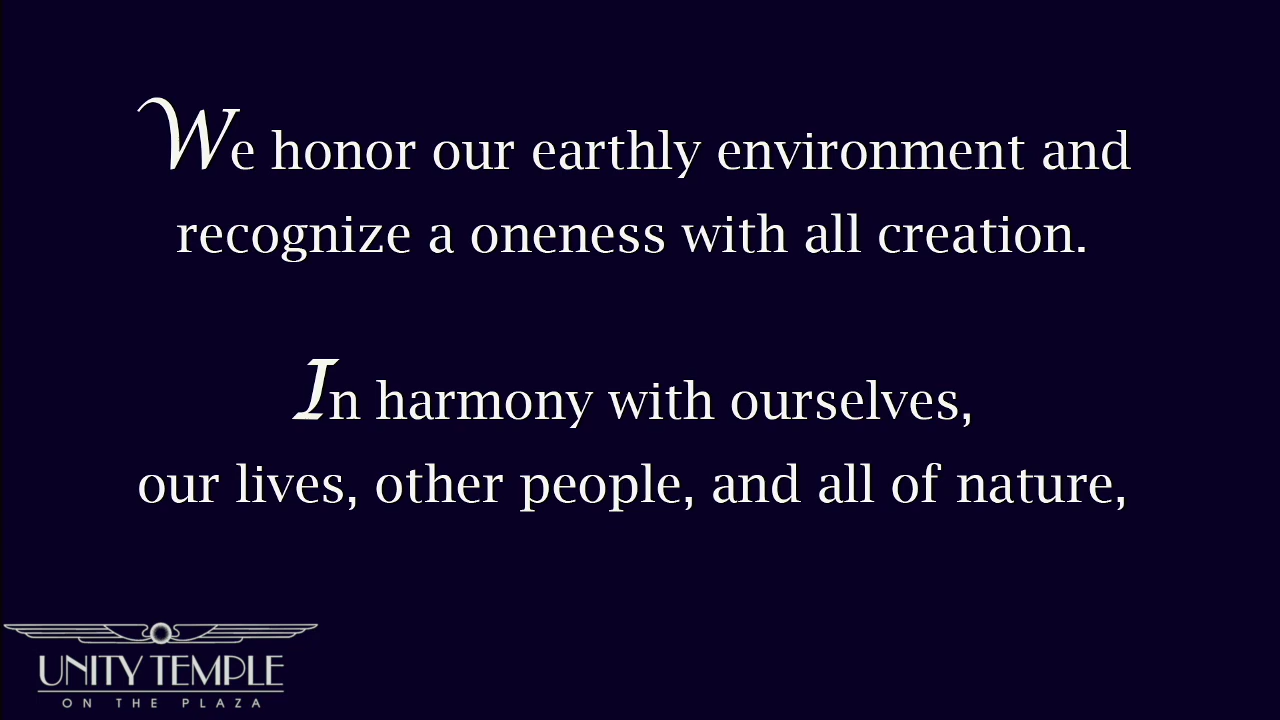 We honor our earthly environment and
recognize a oneness with all creation.
In harmony with ourselves,
our lives, other people, and all of nature,
UNITY TEMPLE
ON THE PLAZA